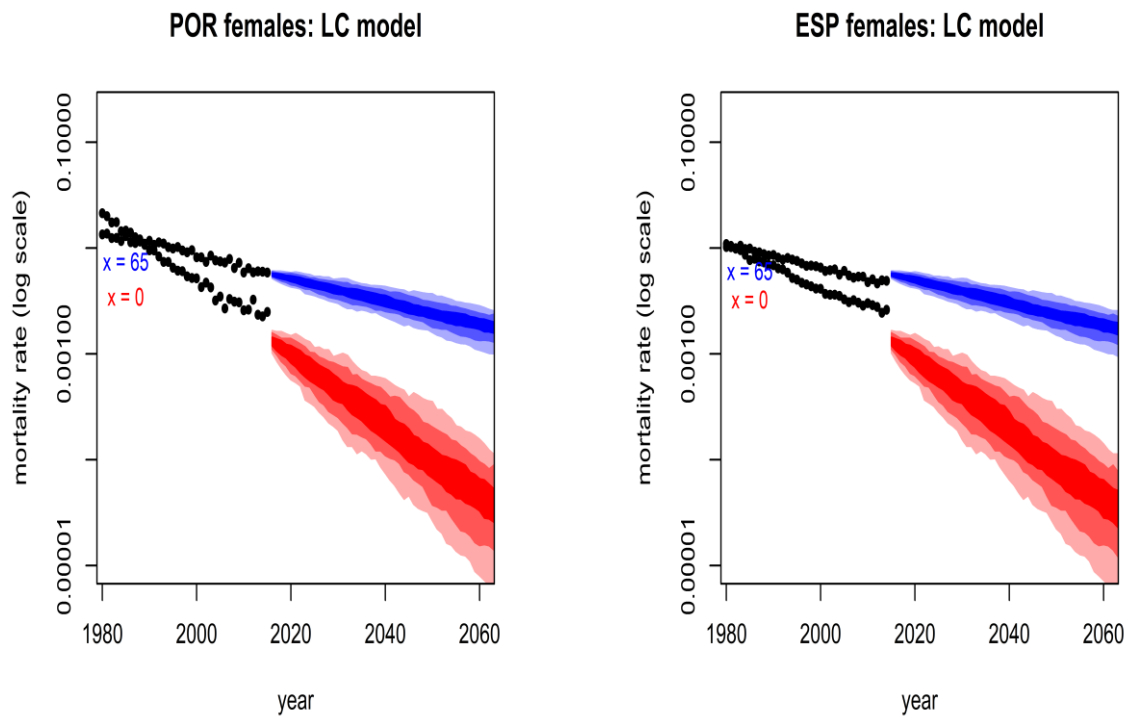 POR females: LC model
mortality rate (log scale)
0.10000
0.00100
0.00001
x = 65
x = 0
1980 2000 2020 2040 2060
year
ESP females: LC model
mortality rate (log scale)
0.10000
0.00100
0.00001
x = 65
x = 0
1980 2000 2020 2040 2060
year